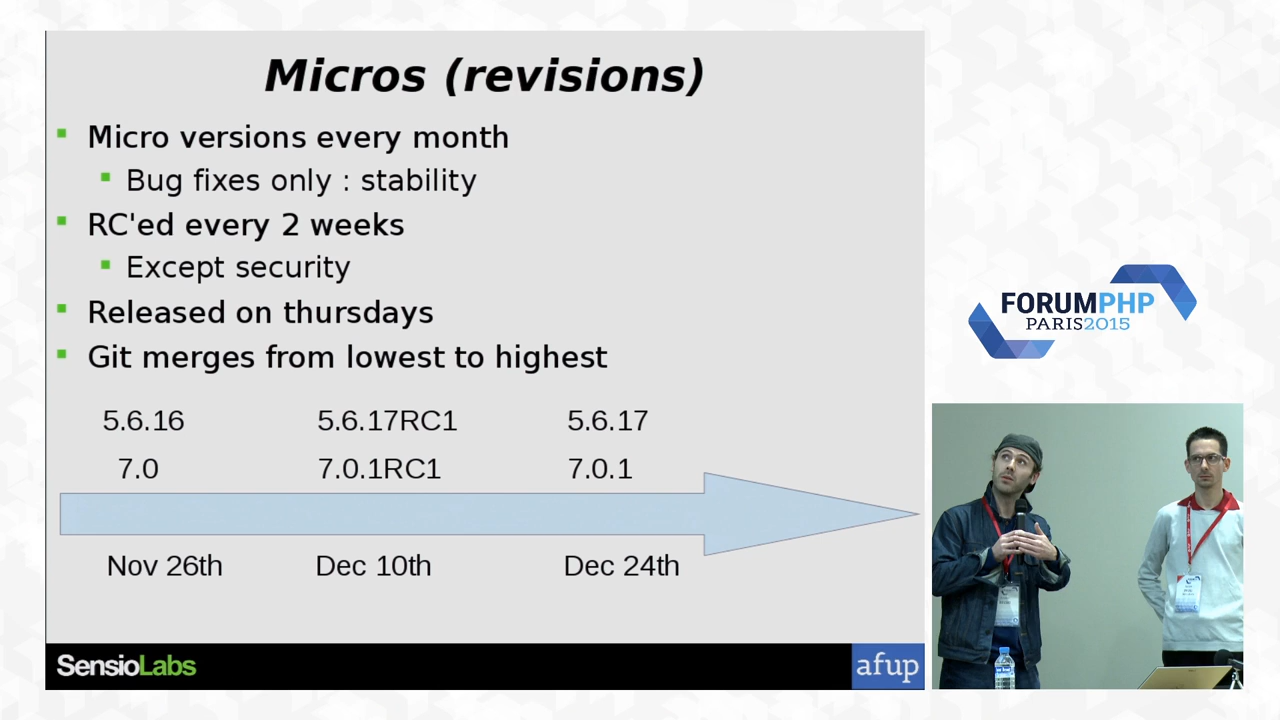 Micros (revisions)
Micro versions every month
Bug fixes only : stability
RC'ed every 2 weeks
Except security
Released on thursdays
Git merges from lowest to highest
5.6.16 5.6.17RC1 5.6.17
7.0 7.0.1RC1 7.0.1
Nov 26th Dec 10th Dec 24th
SensioLabs afup
FORUMPHP
PARIS2015